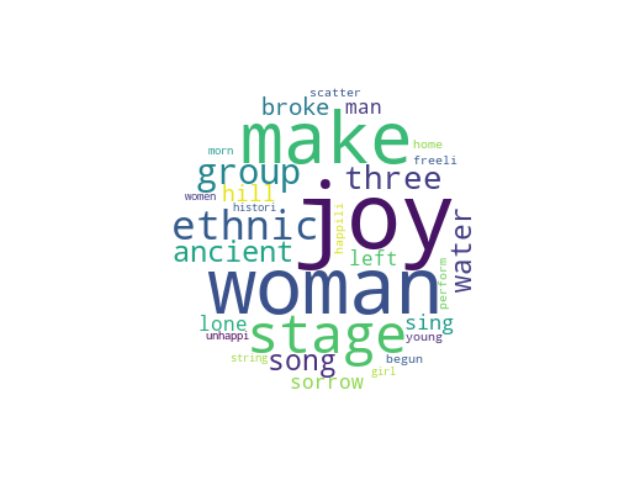 scatter
broke man
make home
morn freeli
group three
women hill
histori joy
ethnic happili water
ancient left
woman perform
stage sing
lone young
unhappi song begun
string girl
sorrow